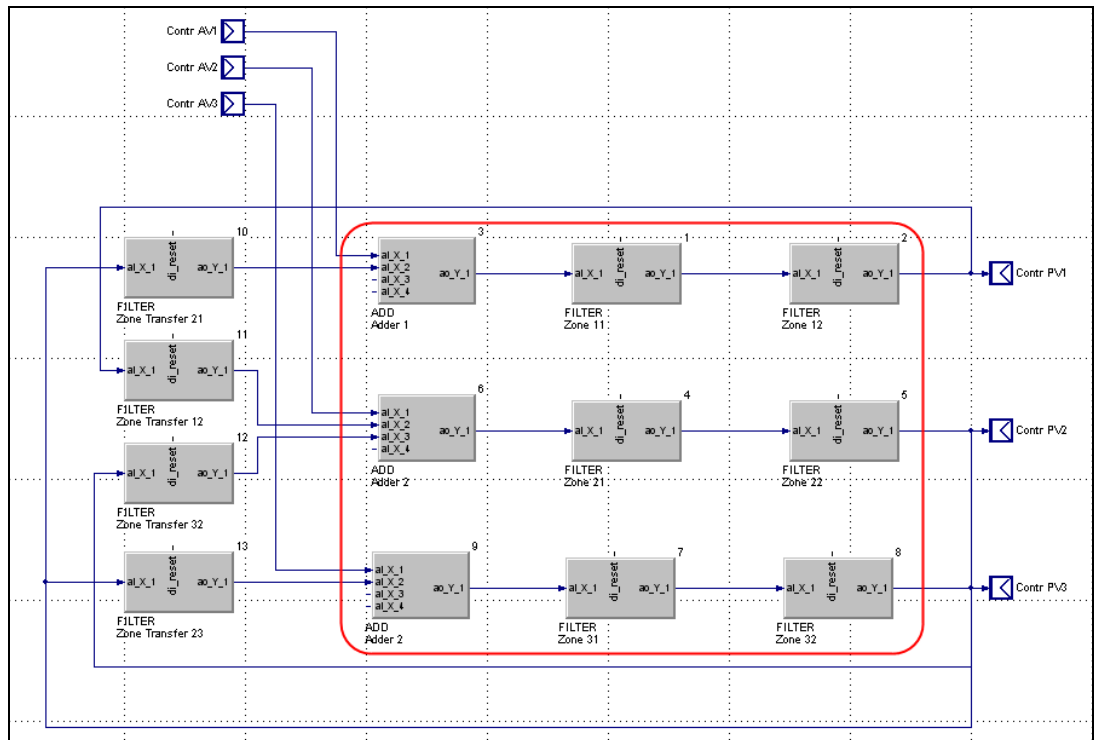 Contr AV1
Contr AV2
Contr AV3
10
di_reset
aI_X_1
ao_Y_1
FILTER
Zone Transfer 21
3
aI_X_1
aI_X_2
aI_X_3
aI_X_4
ao_Y_1
ADD
Adder 1
1
di_reset
aI_X_1
ao_Y_1
FILTER
Zone 11
2
di_reset
aI_X_1
ao_Y_1
FILTER
Zone 12
Contr PV1
11
di_reset
aI_X_1
ao_Y_1
FILTER
Zone Transfer 12
6
aI_X_1
aI_X_2
aI_X_3
aI_X_4
ao_Y_1
ADD
Adder 2
4
di_reset
aI_X_1
ao_Y_1
FILTER
Zone 21
5
di_reset
aI_X_1
ao_Y_1
FILTER
Zone 22
Contr PV2
12
di_reset
aI_X_1
ao_Y_1
FILTER
Zone Transfer 32
13
di_reset
aI_X_1
ao_Y_1
FILTER
Zone Transfer 23
9
aI_X_1
aI_X_2
aI_X_3
aI_X_4
ao_Y_1
ADD
Adder 2
7
di_reset
aI_X_1
ao_Y_1
FILTER
Zone 31
8
di_reset
aI_X_1
ao_Y_1
FILTER
Zone 32
Contr PV3